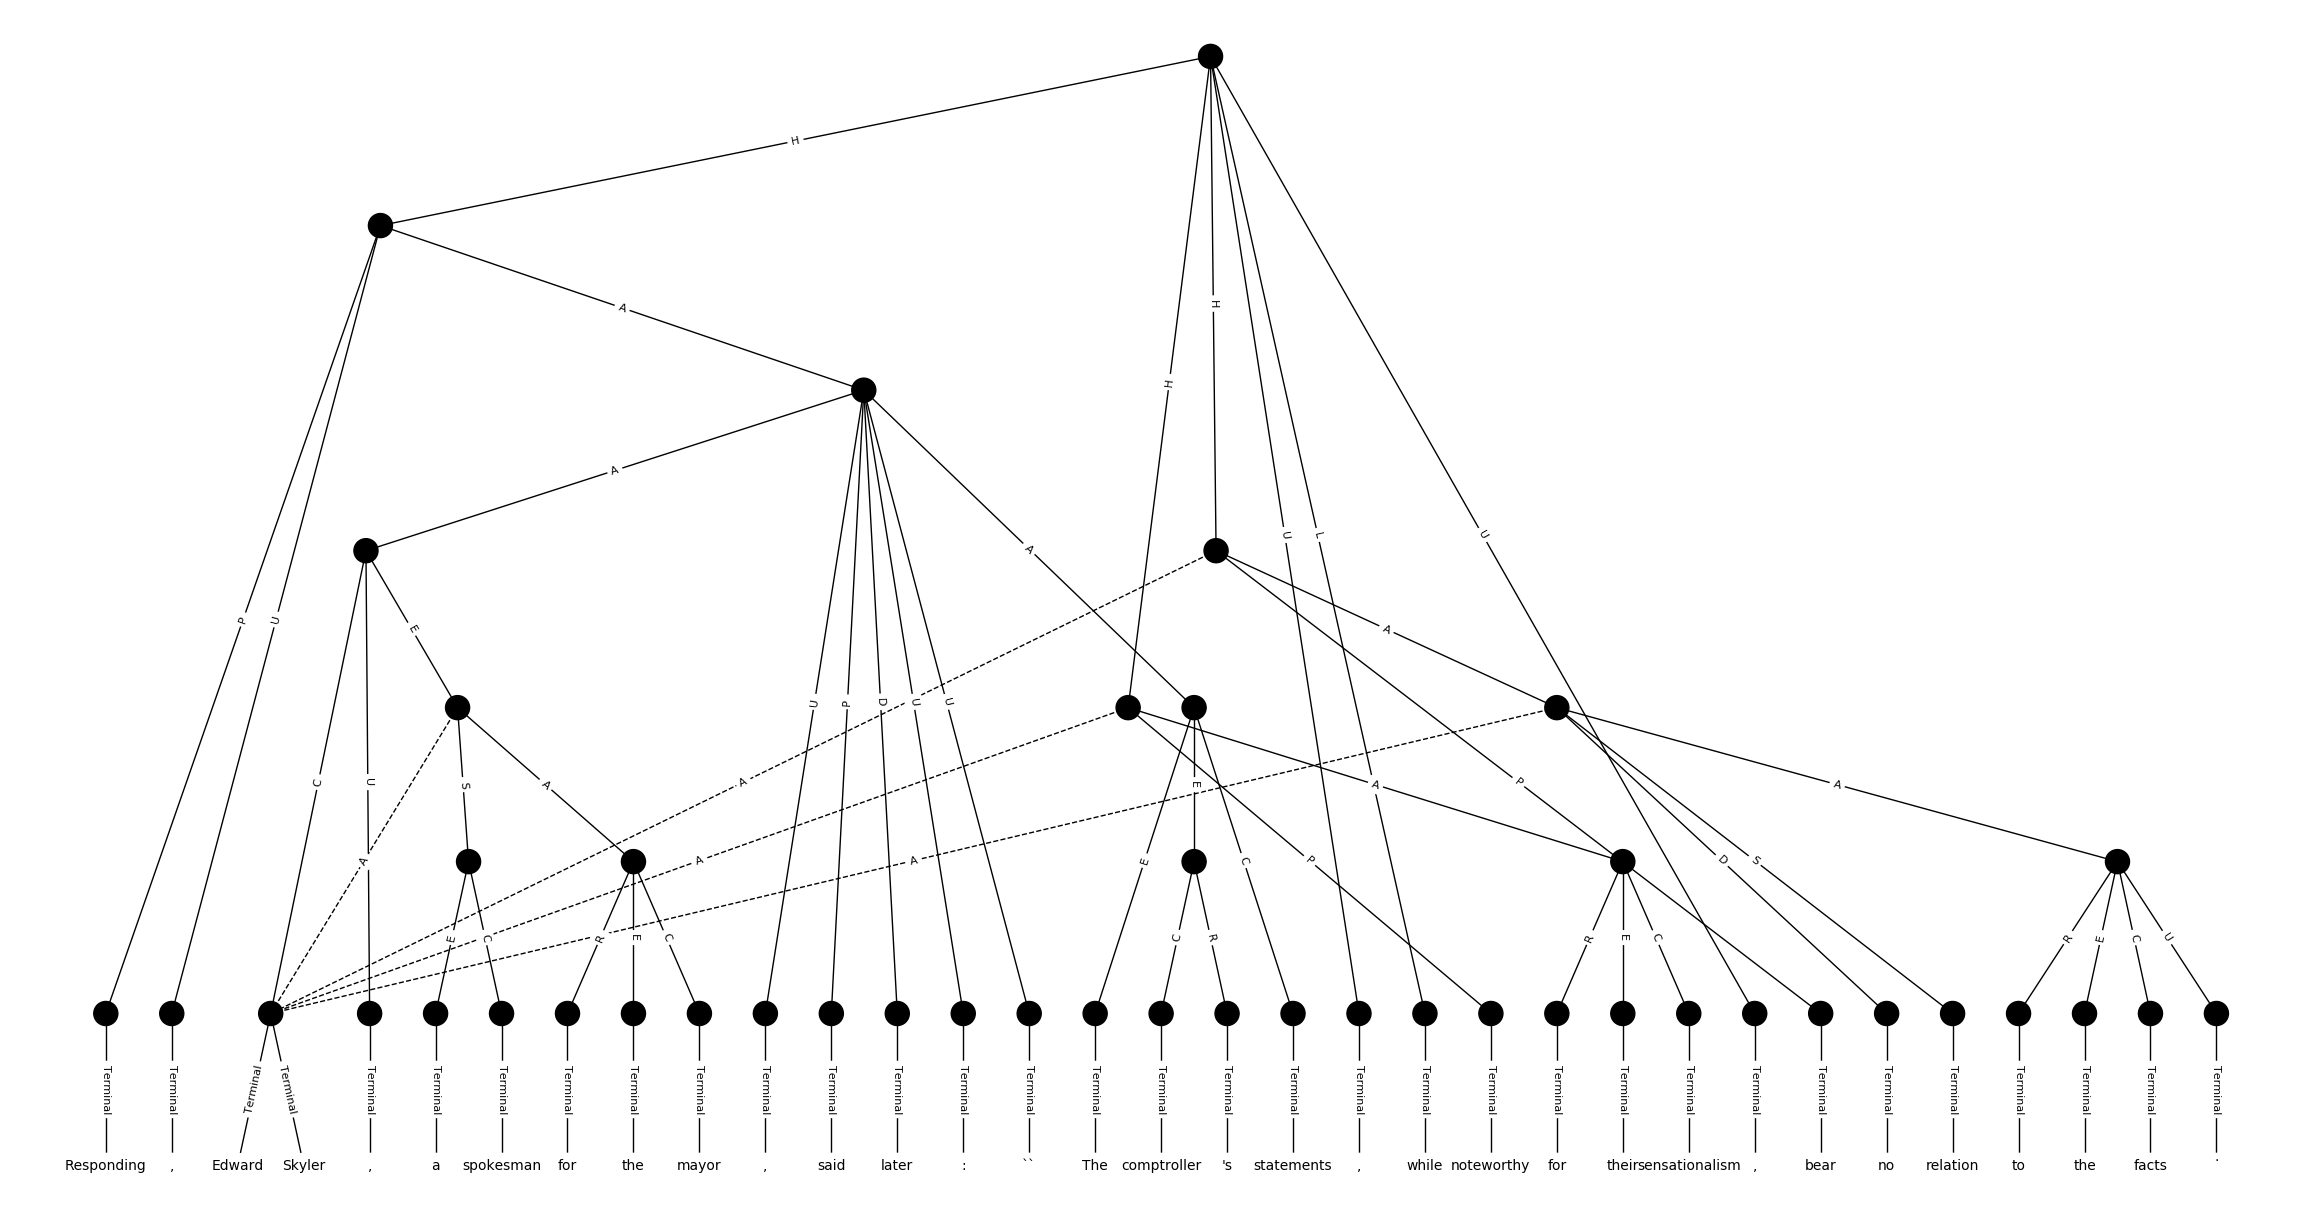 H
A H
H
A
A U L U
E A
P U A P
C U S A U P D U U A
A E A P
A A A E C P D S
E C R E C C R R E C R E C U
Terminal Terminal Terminal Terminal Terminal Terminal Terminal Terminal Terminal Terminal Terminal Terminal Terminal Terminal Terminal Terminal Terminal Terminal Terminal Terminal Terminal Terminal Terminal Terminal Terminal Terminal Terminal Terminal Terminal Terminal Terminal Terminal Terminal
Responding , Edward Skyler , a spokesman for the mayor , said later : `` The comptroller 's statements , while noteworthy for their sensationalism , bear no relation to the facts .